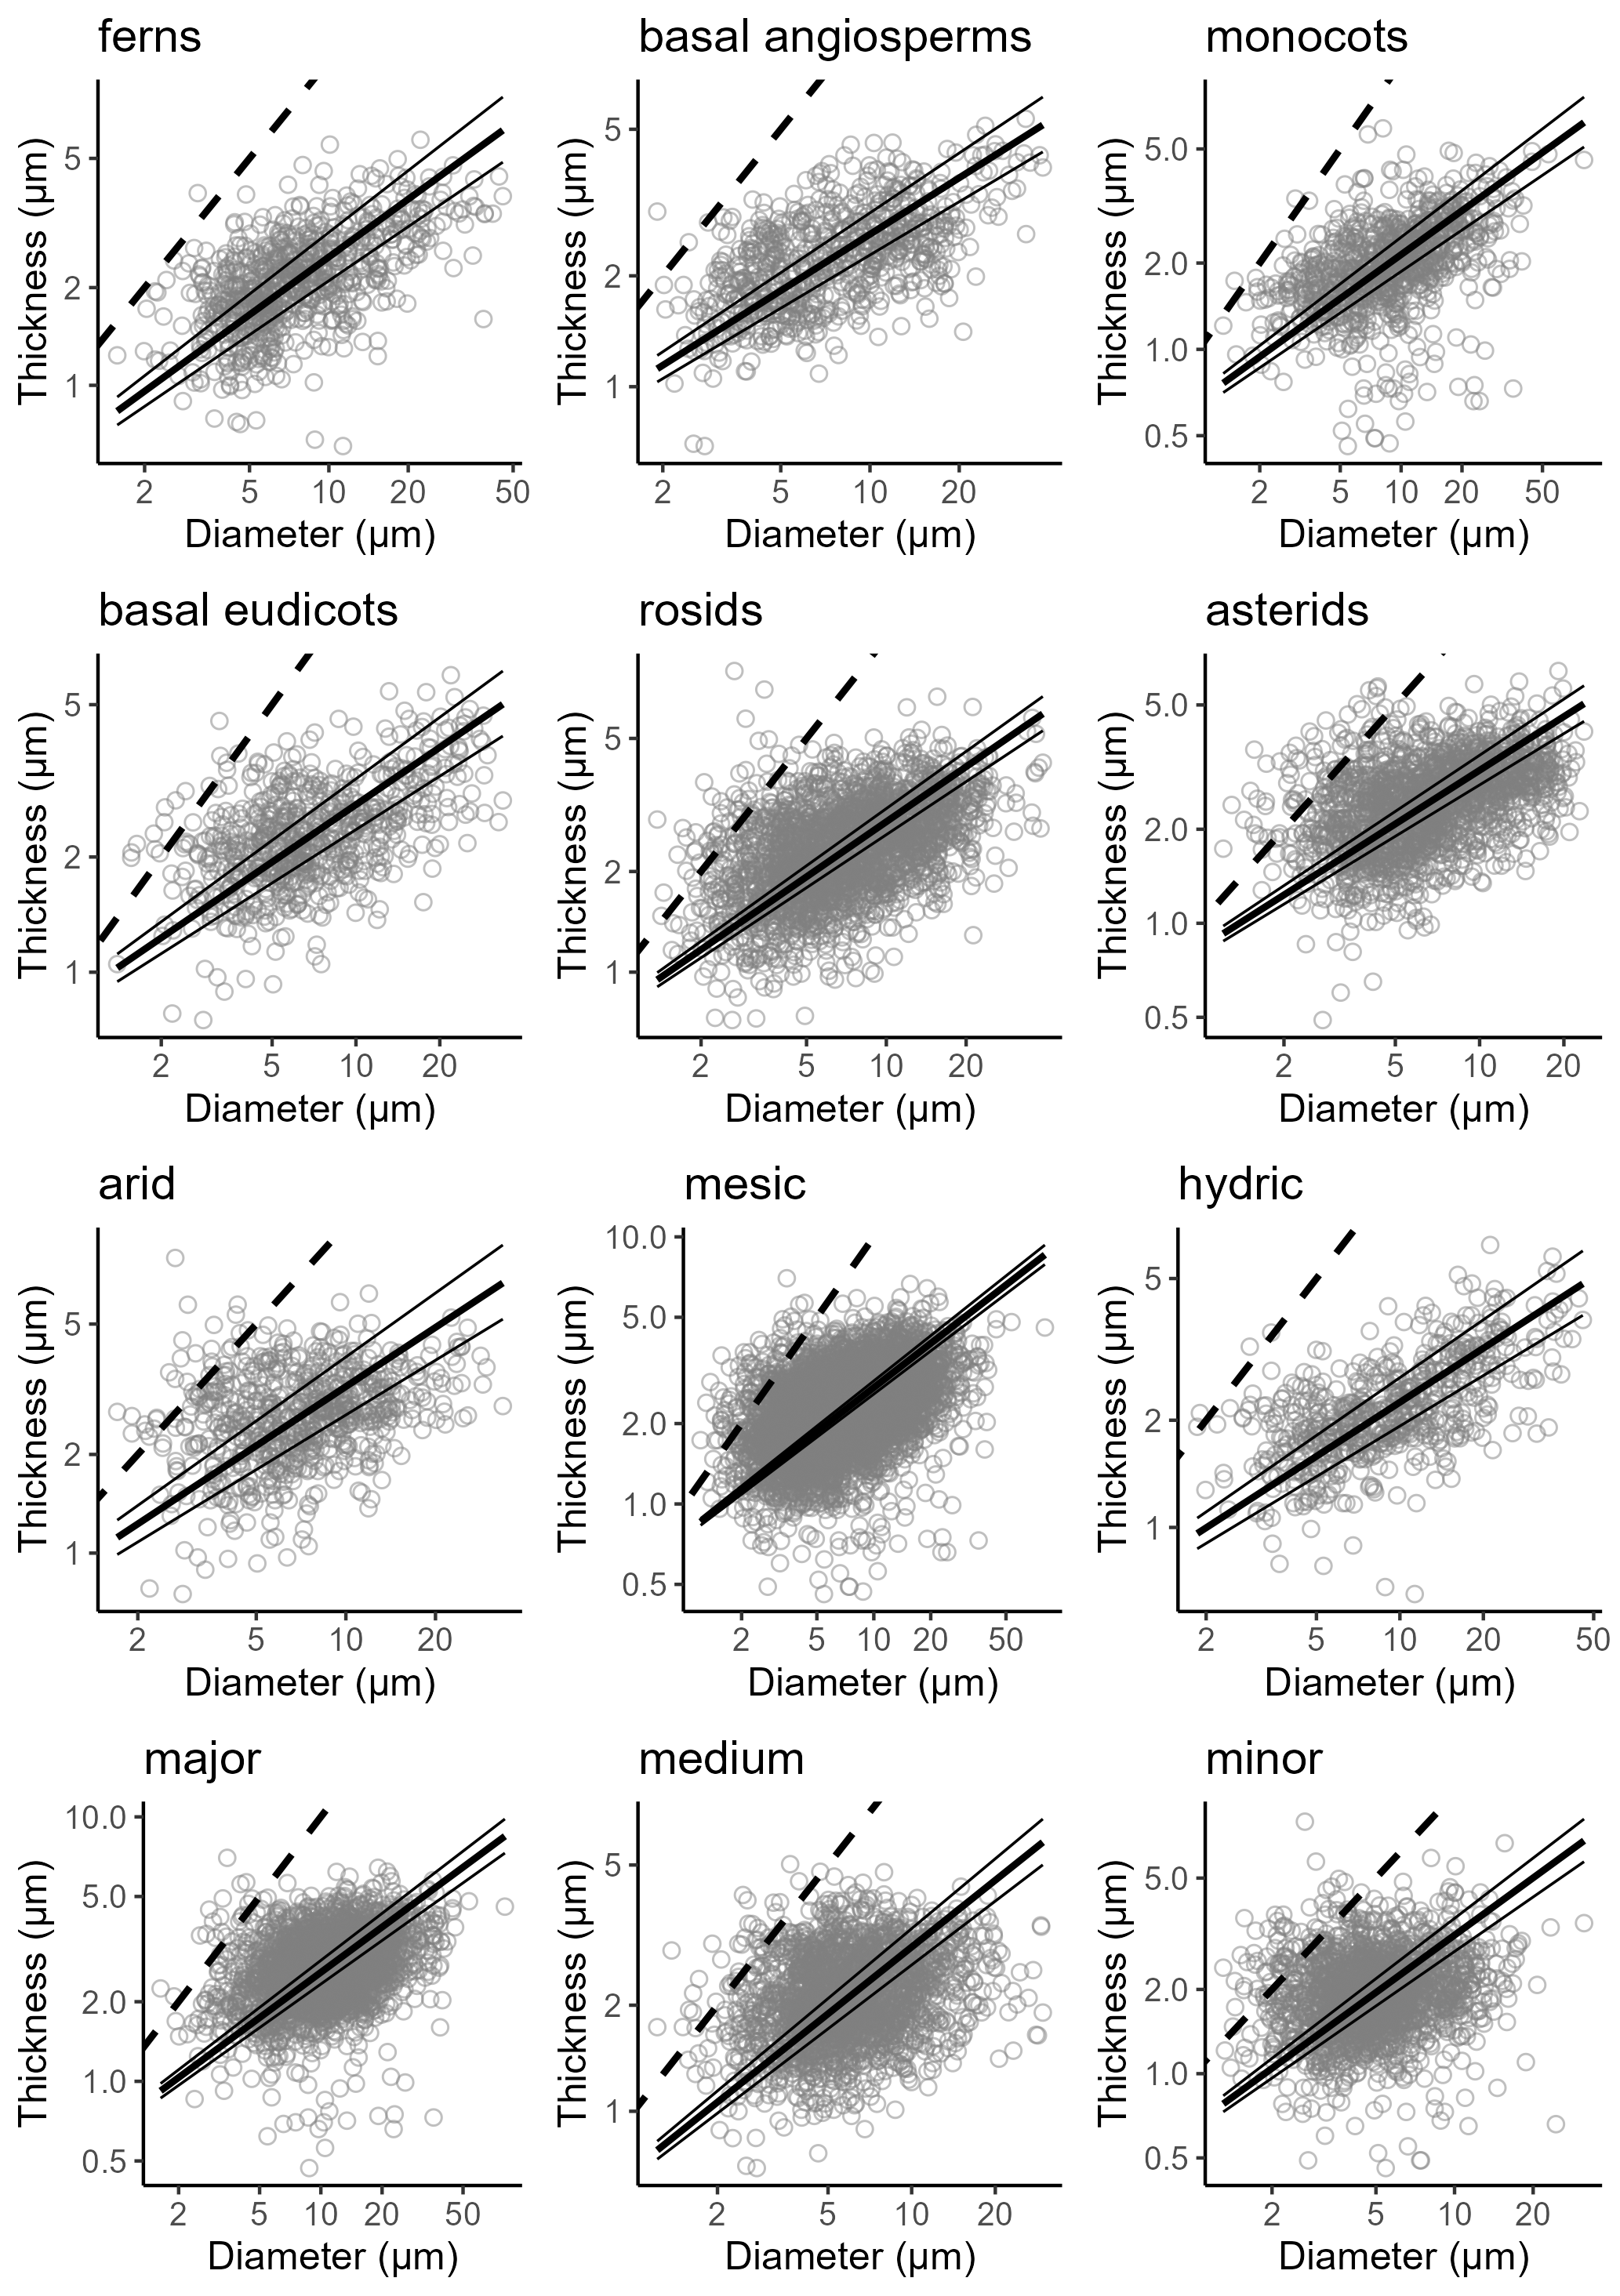 ferns basal angiosperms monocots
5 5 5.0
2 2 2.0
1 1 1.0
0.5
Thickness (µm) Thickness (µm) Thickness (µm)
2 5 10 20 50 2 5 10 20 2 5 10 20 50
Diameter (µm) Diameter (µm) Diameter (µm)
basal eudicots rosids asterids
5 5 5.0
2 2 2.0
1 1 1.0
0.5
Thickness (µm) Thickness (µm) Thickness (µm)
2 5 10 20 2 5 10 20 2 5 10 20
Diameter (µm) Diameter (µm) Diameter (µm)
arid mesic hydric
10.0
5 5.0 5
2 2.0 2
1 1.0 1
0.5
Thickness (µm) Thickness (µm) Thickness (µm)
2 5 10 20 2 5 10 20 50 2 5 10 20 50
Diameter (µm) Diameter (µm) Diameter (µm)
major medium minor
10.0
5.0 5 5.0
2.0 2 2.0
1.0 1 1.0
0.5 0.5
Thickness (µm) Thickness (µm) Thickness (µm)
2 5 10 20 50 2 5 10 20 2 5 10 20
Diameter (µm) Diameter (µm) Diameter (µm)